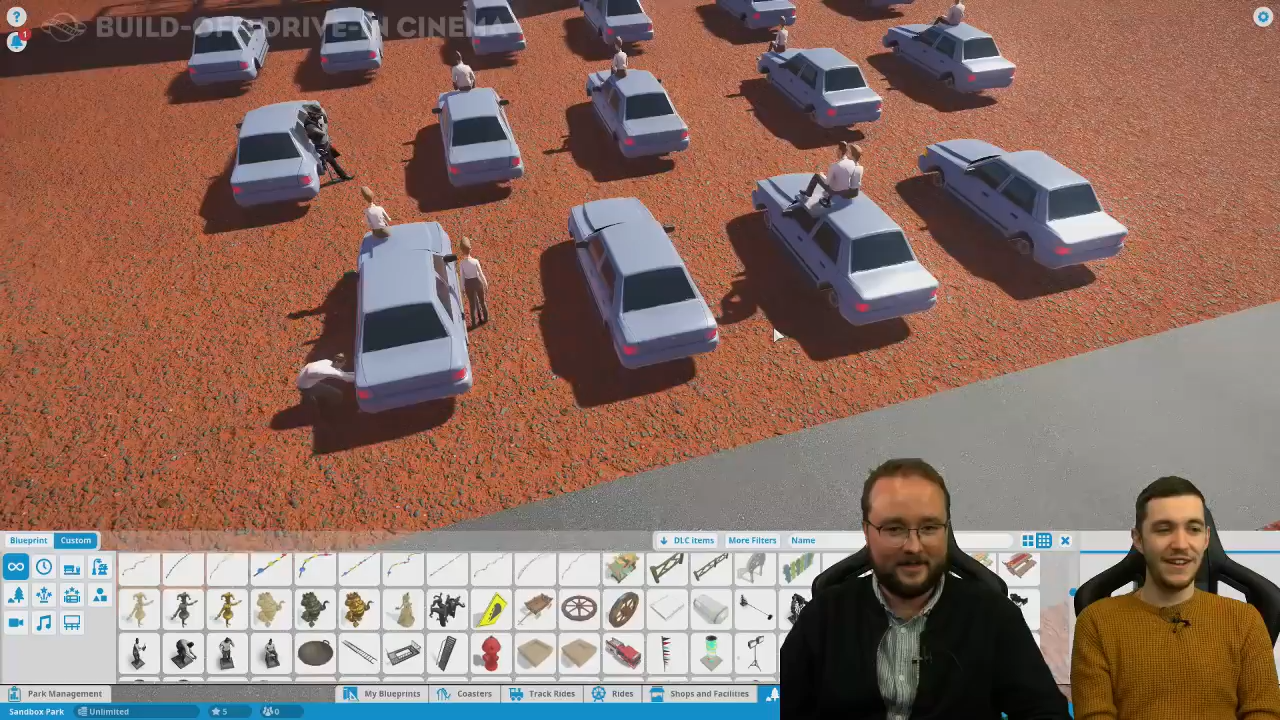 ?
BUILD-OFF: DRIVE-IN CINEMA
1
Blueprint
Custom
DLC items
More Filters
Name
Park Management
My Blueprints
Coasters
Track Rides
Rides
Shops and Facilities
Sandbox Park
Unlimited
5
0